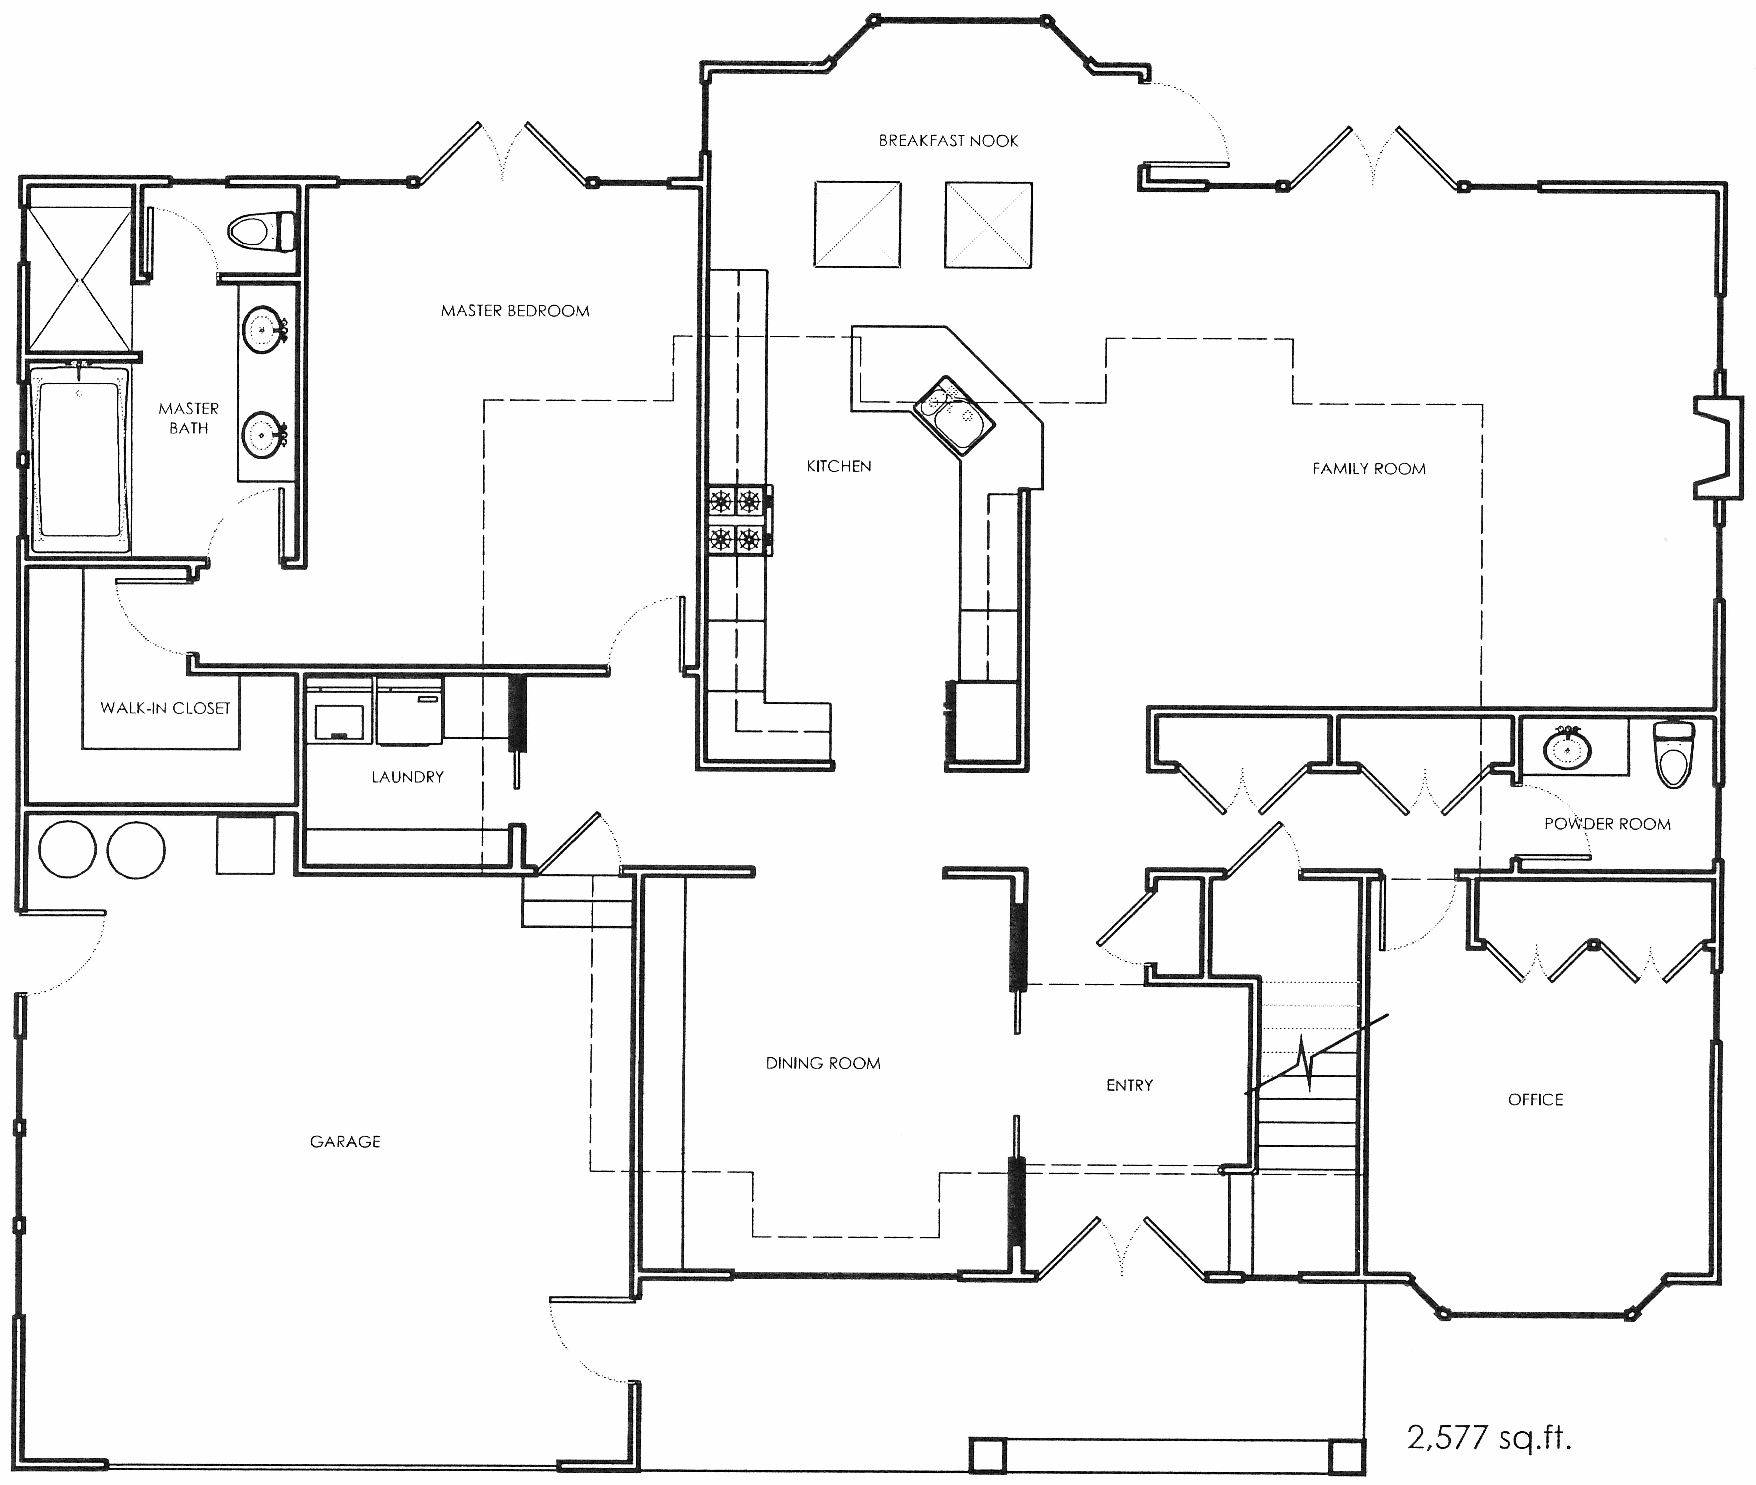 BREAKFAST NOOK
MASTER BEDROOM
MASTER
BATH
KITCHEN
FAMILY ROOM
WALK-IN CLOSET
LAUNDRY
POWDER ROOM
DINING ROOM
ENTRY
OFFICE
GARAGE
2,577 sq.ft.